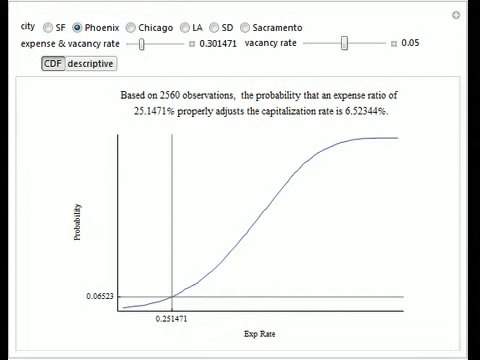 city SF Phoenix Chicago LA SD Sacramento
expense & vacancy rate 0.301471 vacancy rate 0.05
CDF descriptive
Based on 2560 observations, the probability that an expense ratio of
25.1471% properly adjusts the capitalization rate is 6.52344%.
Probability
0.06523
0.251471
Exp Rate